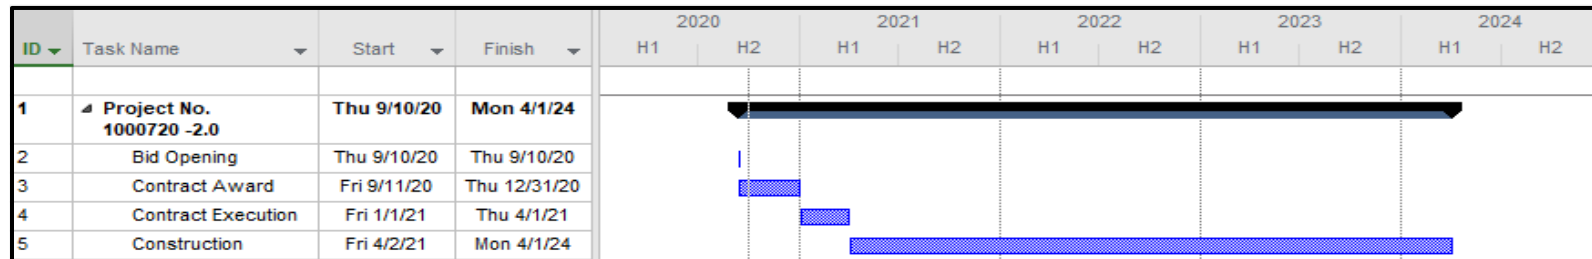 2020 2021 2022 2023 2024
ID Task Name Start Finish H1 H2 H1 H2 H1 H2 H1 H2 H1 H2
1 Project No. Thu 9/10/20 Mon 4/1/24
1000720 -2.0
2 Bid Opening Thu 9/10/20 Thu 9/10/20
3 Contract Award Fri 9/11/20 Thu 12/31/20
4 Contract Execution Fri 1/1/21 Thu 4/1/21
5 Construction Fri 4/2/21 Mon 4/1/24